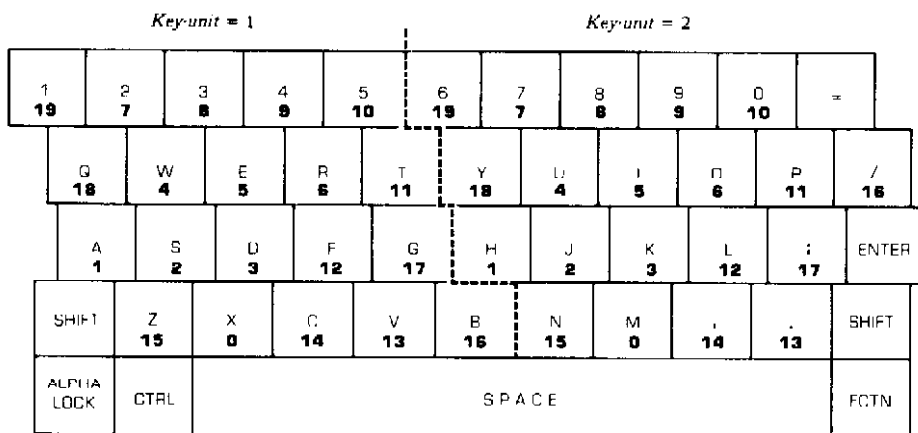 Key-unit = 1 Key-unit = 2
1 2 3 4 5 6 7 8 9 0 =
19 7 8 9 10 19 7 8 9 10
Q W E R T Y U I O P /
18 4 5 6 11 18 4 5 6 11 16
A S D F G H J K L ; ENTER
1 2 3 12 17 1 2 3 12 17
SHIFT Z X C V B N M , . SHIFT
15 0 14 13 16 15 0 14 13
ALPHA
LOCK CTRL SPACE FCTN